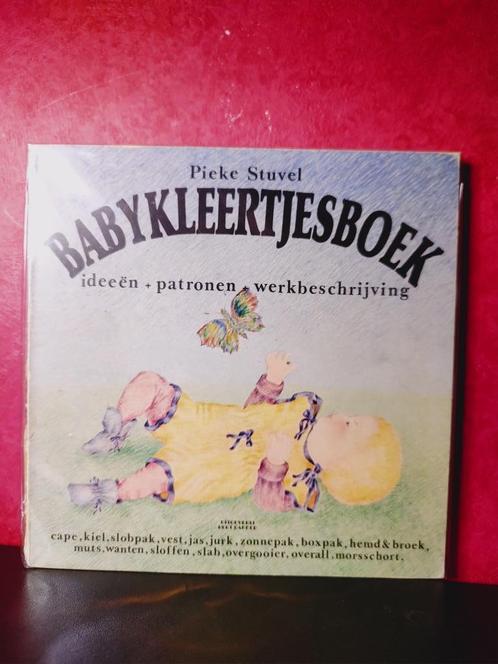 Pieke Stuvel
BABYKLEERTJESBOEK
ideeën + patronen + werkbeschrijving
cape, kiel, slobpak, vest, jas, jurk, zonnepak, boxpak, hemd & broek,
muts, wanten, sloffen, slab, overgooier, overall, morsschort,